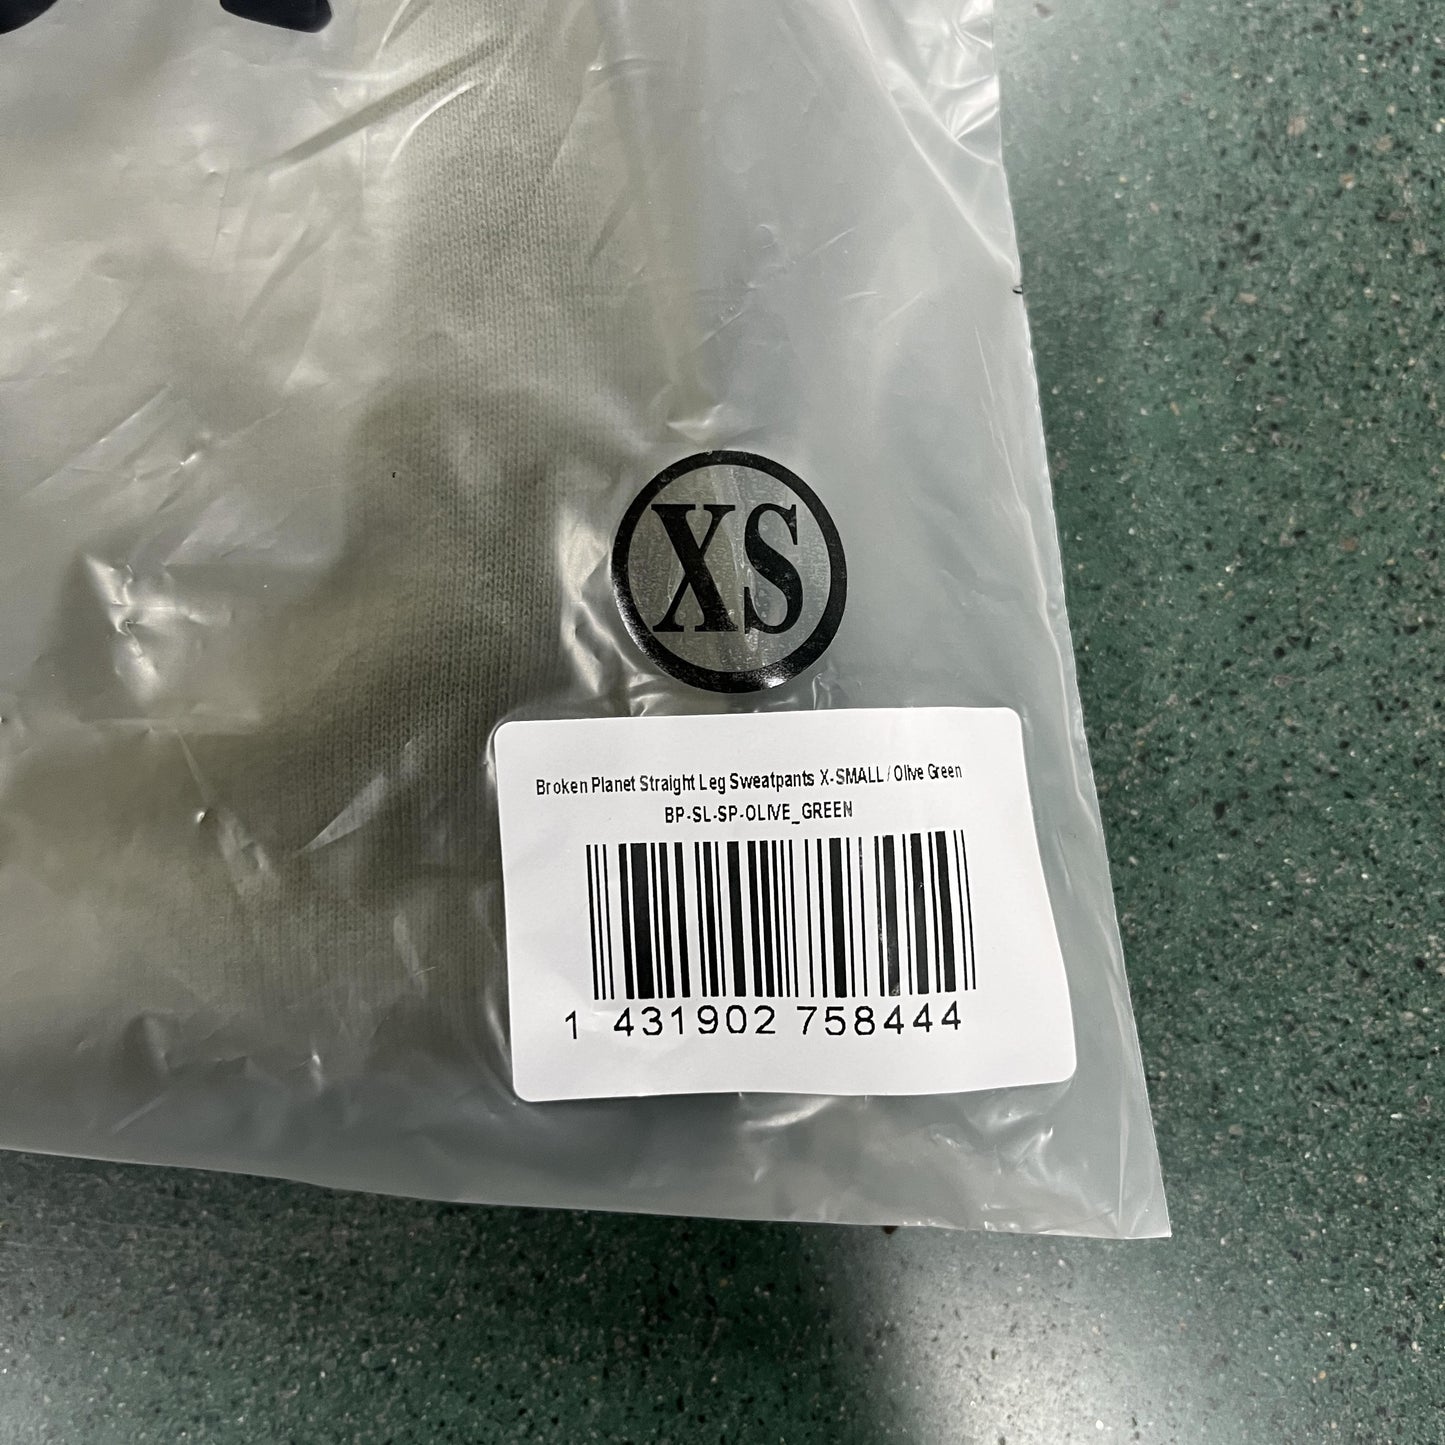 XS
Broken Planet Straight Leg Sweatpants X-SMALL / Olive Green
BP-SL-SP-OLIVE_GREEN
1 431902 758444